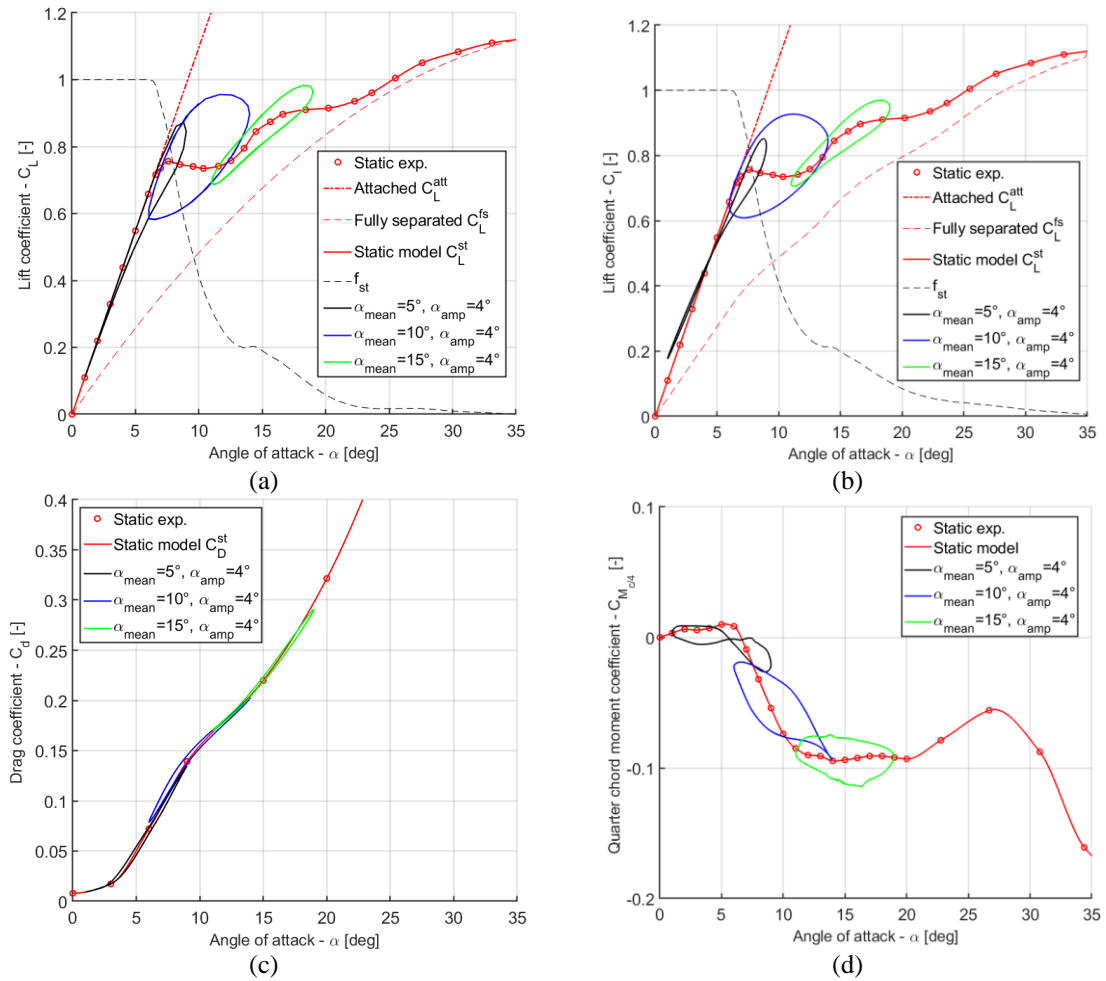 1.2
1
0.8
0.6
0.4
0.2
0
0 5 10 15 20 25 30 35
Lift coefficient - C_L [-]
Angle of attack - α [deg]
Static exp.
Attached C_L^att
Fully separated C_L^fs
Static model C_L^st
f_st
α_mean=5°, α_amp=4°
α_mean=10°, α_amp=4°
α_mean=15°, α_amp=4°
(a)
1.2
1
0.8
0.6
0.4
0.2
0
0 5 10 15 20 25 30 35
Lift coefficient - C_l [-]
Angle of attack - α [deg]
Static exp.
Attached C_L^att
Fully separated C_L^fs
Static model C_L^st
f_st
α_mean=5°, α_amp=4°
α_mean=10°, α_amp=4°
α_mean=15°, α_amp=4°
(b)
0.4
0.35
0.3
0.25
0.2
0.15
0.1
0.05
0
0 5 10 15 20 25 30 35
Drag coefficient - C_d [-]
Angle of attack - α [deg]
Static exp.
Static model C_D^st
α_mean=5°, α_amp=4°
α_mean=10°, α_amp=4°
α_mean=15°, α_amp=4°
(c)
0.1
0
-0.1
-0.2
0 5 10 15 20 25 30 35
Quarter chord moment coefficient - C_M_c/4 [-]
Angle of attack - α [deg]
Static exp.
Static model
α_mean=5°, α_amp=4°
α_mean=10°, α_amp=4°
α_mean=15°, α_amp=4°
(d)